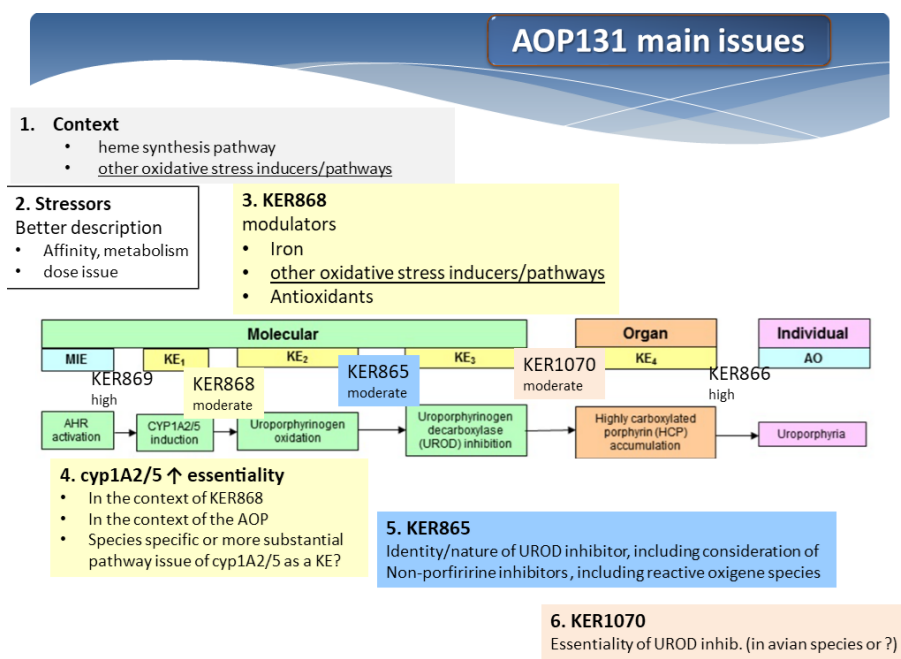 AOP131 main issues
1. Context
• heme synthesis pathway
• other oxidative stress inducers/pathways
2. Stressors
Better description
• Affinity, metabolism
• dose issue
3. KER868
modulators
• Iron
• other oxidative stress inducers/pathways
• Antioxidants
Molecular
Organ
Individual
MIE
KE1
KE2
KE3
KE4
AO
KER869
high
KER868
moderate
KER865
moderate
KER1070
moderate
KER866
high
AHR
activation
CYP1A2/5
induction
Uroporphyrinogen
oxidation
Uroporphyrinogen
decarboxylase
(UROD) inhibition
Highly carboxylated
porphyrin (HCP)
accumulation
Uroporphyria
4. cyp1A2/5 ↑ essentiality
• In the context of KER868
• In the context of the AOP
• Species specific or more substantial
pathway issue of cyp1A2/5 as a KE?
5. KER865
Identity/nature of UROD inhibitor, including consideration of
Non-porfiririne inhibitors , including reactive oxigene species
6. KER1070
Essentiality of UROD inhib. (in avian species or ?)